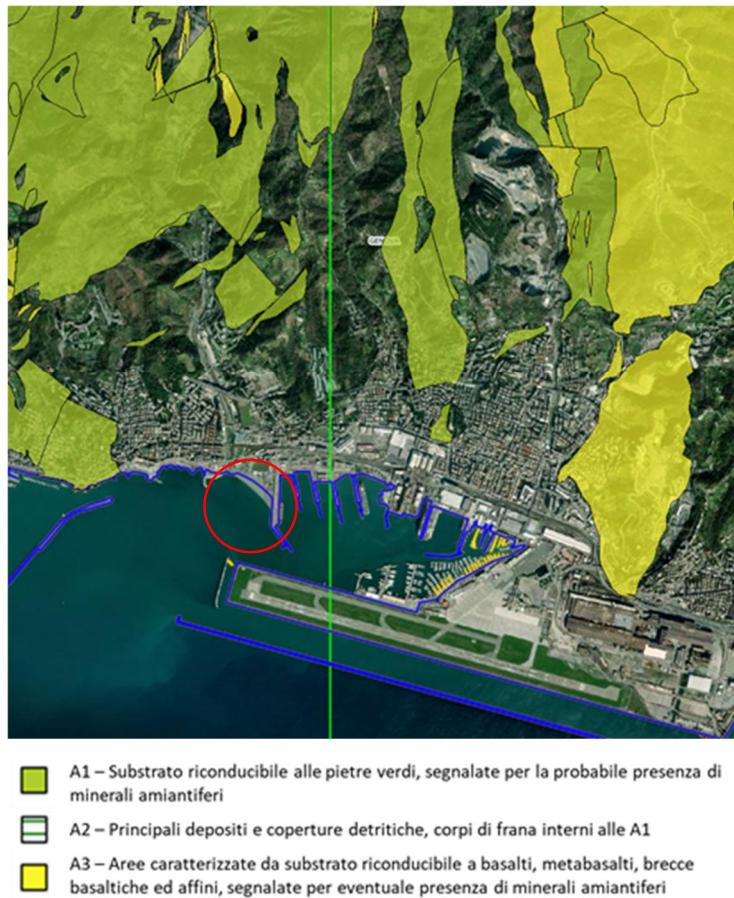 GENOVA
A1 – Substrato riconducibile alle pietre verdi, segnalate per la probabile presenza di
minerali amiantiferi
A2 – Principali depositi e coperture detritiche, corpi di frana interni alle A1
A3 – Aree caratterizzate da substrato riconducibile a basalti, metabasalti, brecce
basaltiche ed affini, segnalate per eventuale presenza di minerali amiantiferi